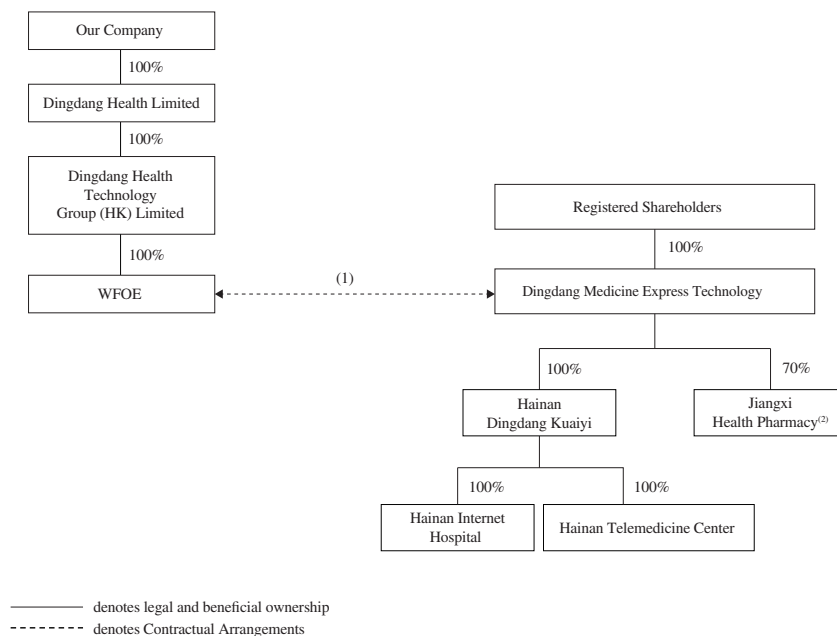 Our Company
100%
Dingdang Health Limited
100%
Dingdang Health
Technology
Group (HK) Limited
Registered Shareholders
100%
100%
(1)
WFOE
Dingdang Medicine Express Technology
100%
70%
Hainan
Dingdang Kuaiyi
Jiangxi
Health Pharmacy(2)
100%
100%
Hainan Internet
Hospital
Hainan Telemedicine Center
denotes legal and beneficial ownership
denotes Contractual Arrangements